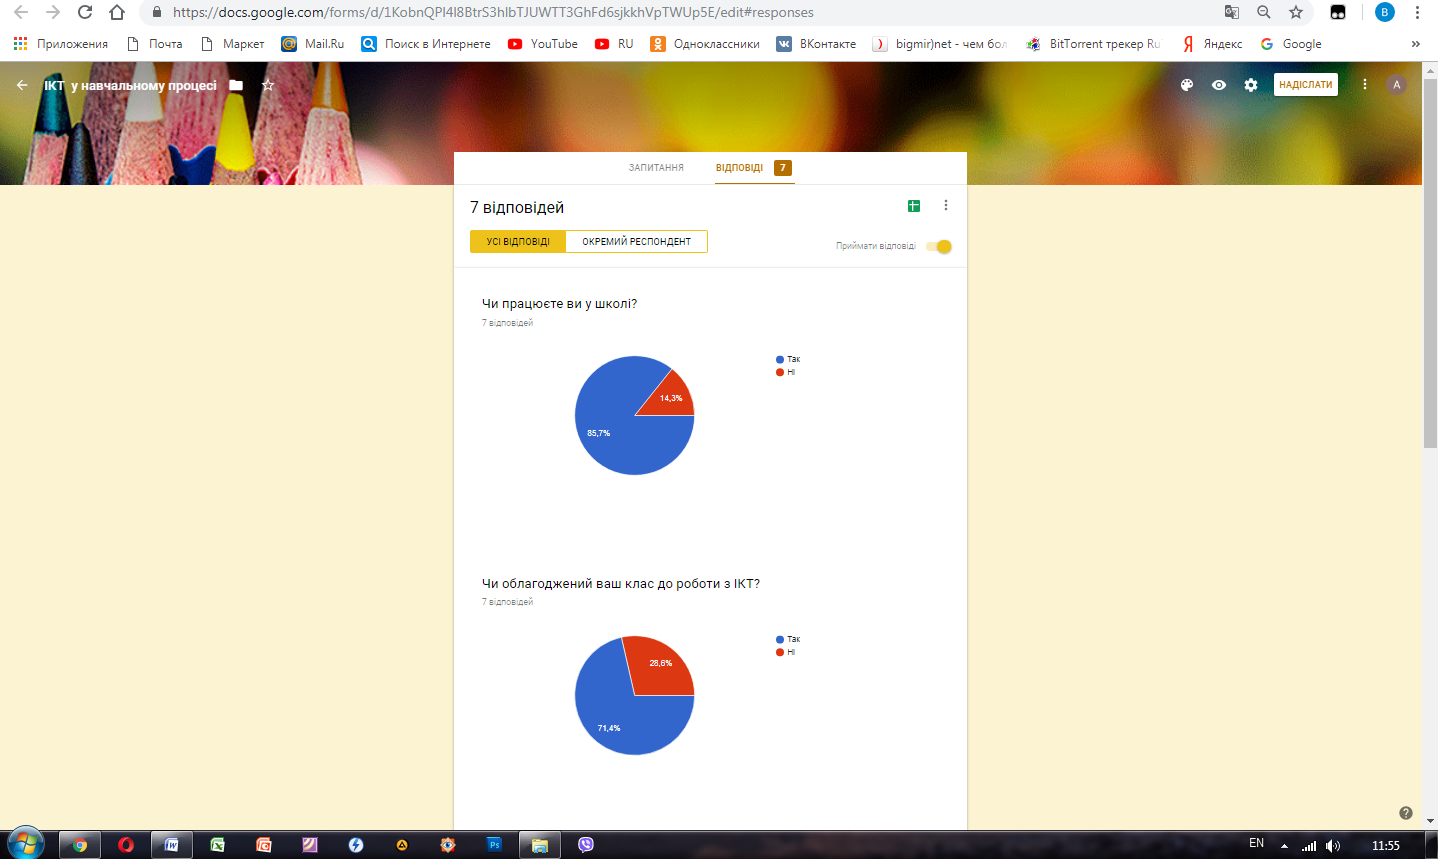 https://docs.google.com/forms/d/1KobnQPl4l8BtrS3hlbTJUWTT3GhFd6sjkkhVpTWUp5E/edit#responses
В
Приложения Почта Маркет Mail.Ru Поиск в Интернете YouTube RU Одноклассники ВКонтакте bigmir)net - чем бол BitTorrent трекер Ru Яндекс Google »
ІКТ у навчальному процесі
НАДІСЛАТИ
A
ЗАПИТАННЯ ВІДПОВІДІ 7
7 відповідей
УСІ ВІДПОВІДІ ОКРЕМИЙ РЕСПОНДЕНТ
Приймати відповіді
Чи працюєте ви у школі?
7 відповідей
Так
Ні
14,3%
85,7%
Чи облагоджений ваш клас до роботи з ІКТ?
7 відповідей
Так
Ні
28,6%
71,4%
EN 11:55